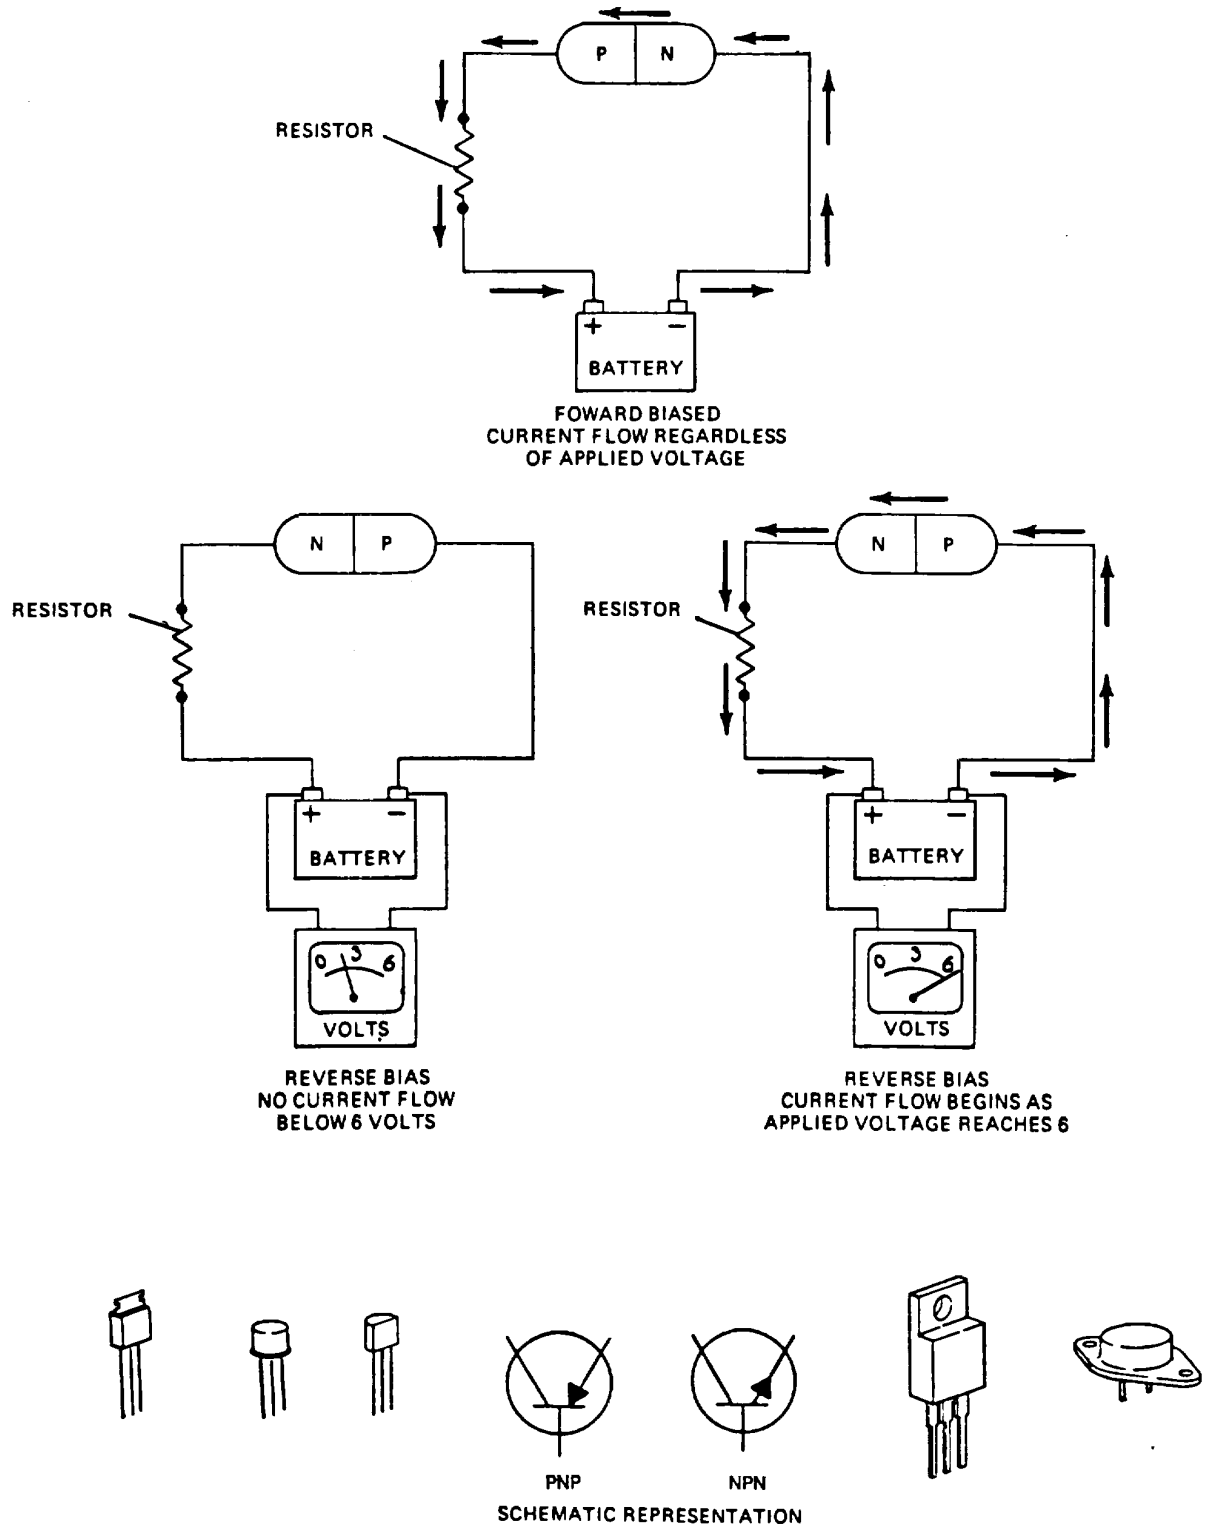 P N
RESISTOR
+ −
BATTERY
FOWARD BIASED
CURRENT FLOW REGARDLESS
OF APPLIED VOLTAGE
N P
RESISTOR
+ −
BATTERY
0 3 6
VOLTS
REVERSE BIAS
NO CURRENT FLOW
BELOW 6 VOLTS
N P
RESISTOR
+ −
BATTERY
0 3 6
VOLTS
REVERSE BIAS
CURRENT FLOW BEGINS AS
APPLIED VOLTAGE REACHES 6
PNP
NPN
SCHEMATIC REPRESENTATION